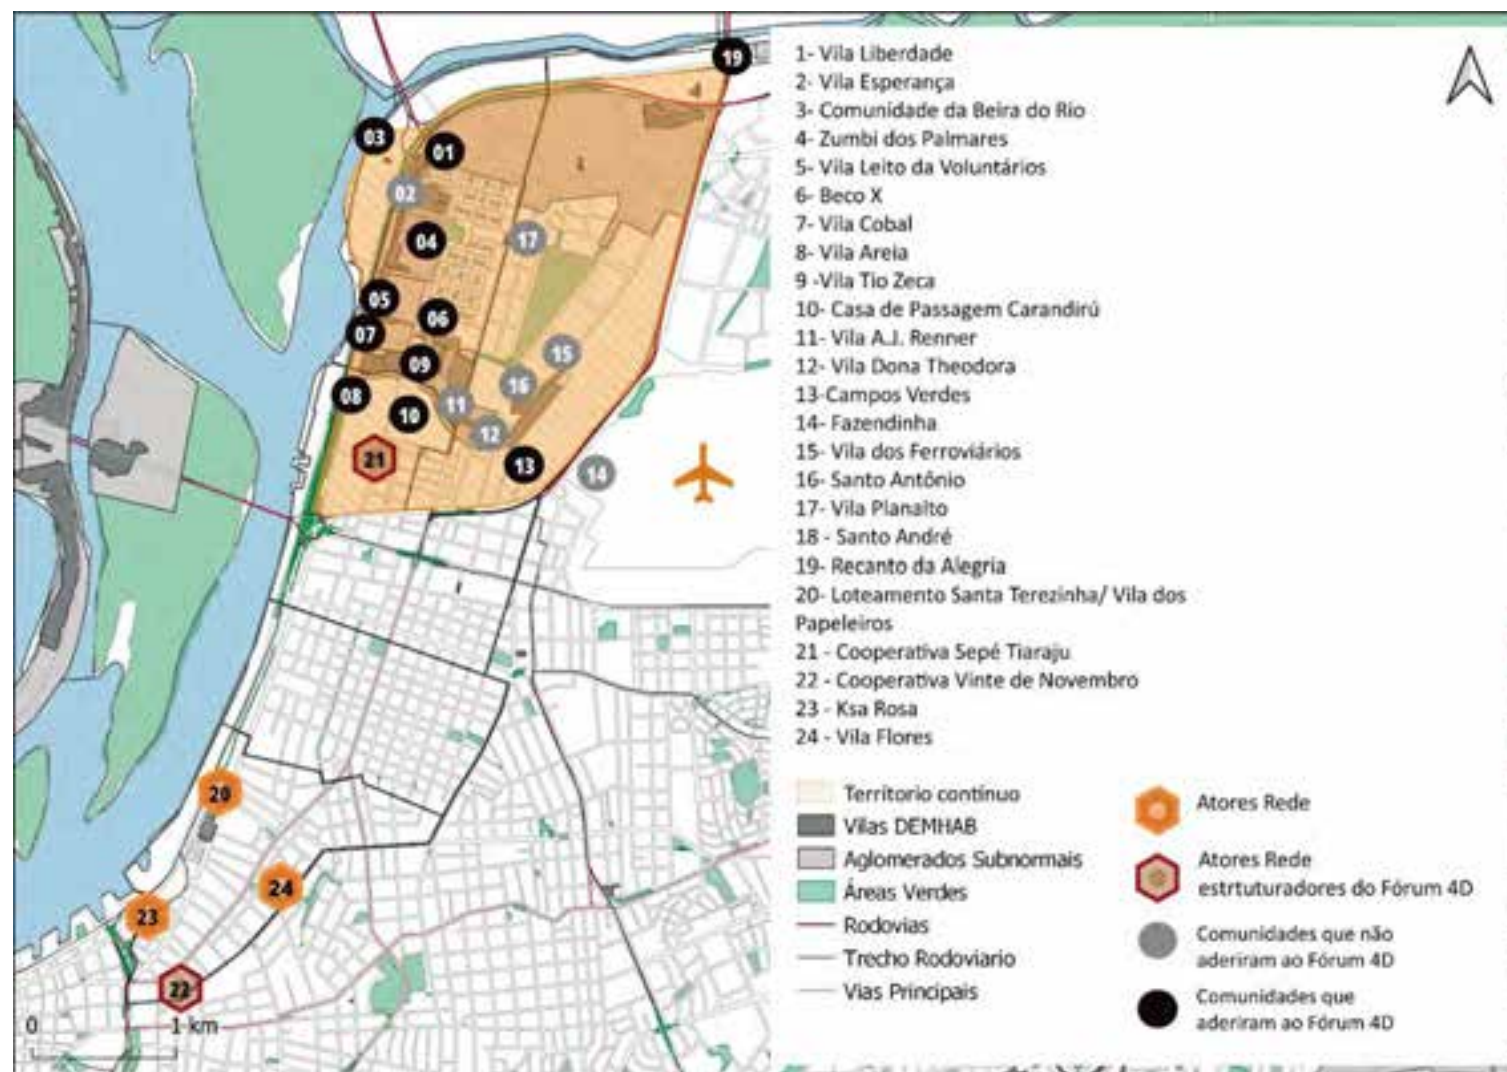 1- Vila Liberdade
2- Vila Esperança
3- Comunidade da Beira do Rio
4- Zumbi dos Palmares
5- Vila Leito da Voluntários
6- Beco X
7- Vila Cobal
8- Vila Areia
9 -Vila Tio Zeca
10- Casa de Passagem Carandirú
11- Vila A.J. Renner
12- Vila Dona Theodora
13-Campos Verdes
14- Fazendinha
15- Vila dos Ferroviários
16- Santo Antônio
17- Vila Planalto
18 - Santo André
19- Recanto da Alegria
20- Loteamento Santa Terezinha/ Vila dos
Papeleiros
21 - Cooperativa Sepé Tiaraju
22 - Cooperativa Vinte de Novembro
23 - Ksa Rosa
24 - Vila Flores
Territorio contínuo
Vilas DEMHAB
Aglomerados Subnormais
Áreas Verdes
Rodovias
Trecho Rodoviario
Vias Principais
Atores Rede
Atores Rede
estrtuturadores do Fórum 4D
Comunidades que não
aderiram ao Fórum 4D
Comunidades que
aderiram ao Fórum 4D
19
03
01
02
04
17
05
06
07
15
09
16
08
11
10
12
21
13
14
20
24
23
22
0
1 km